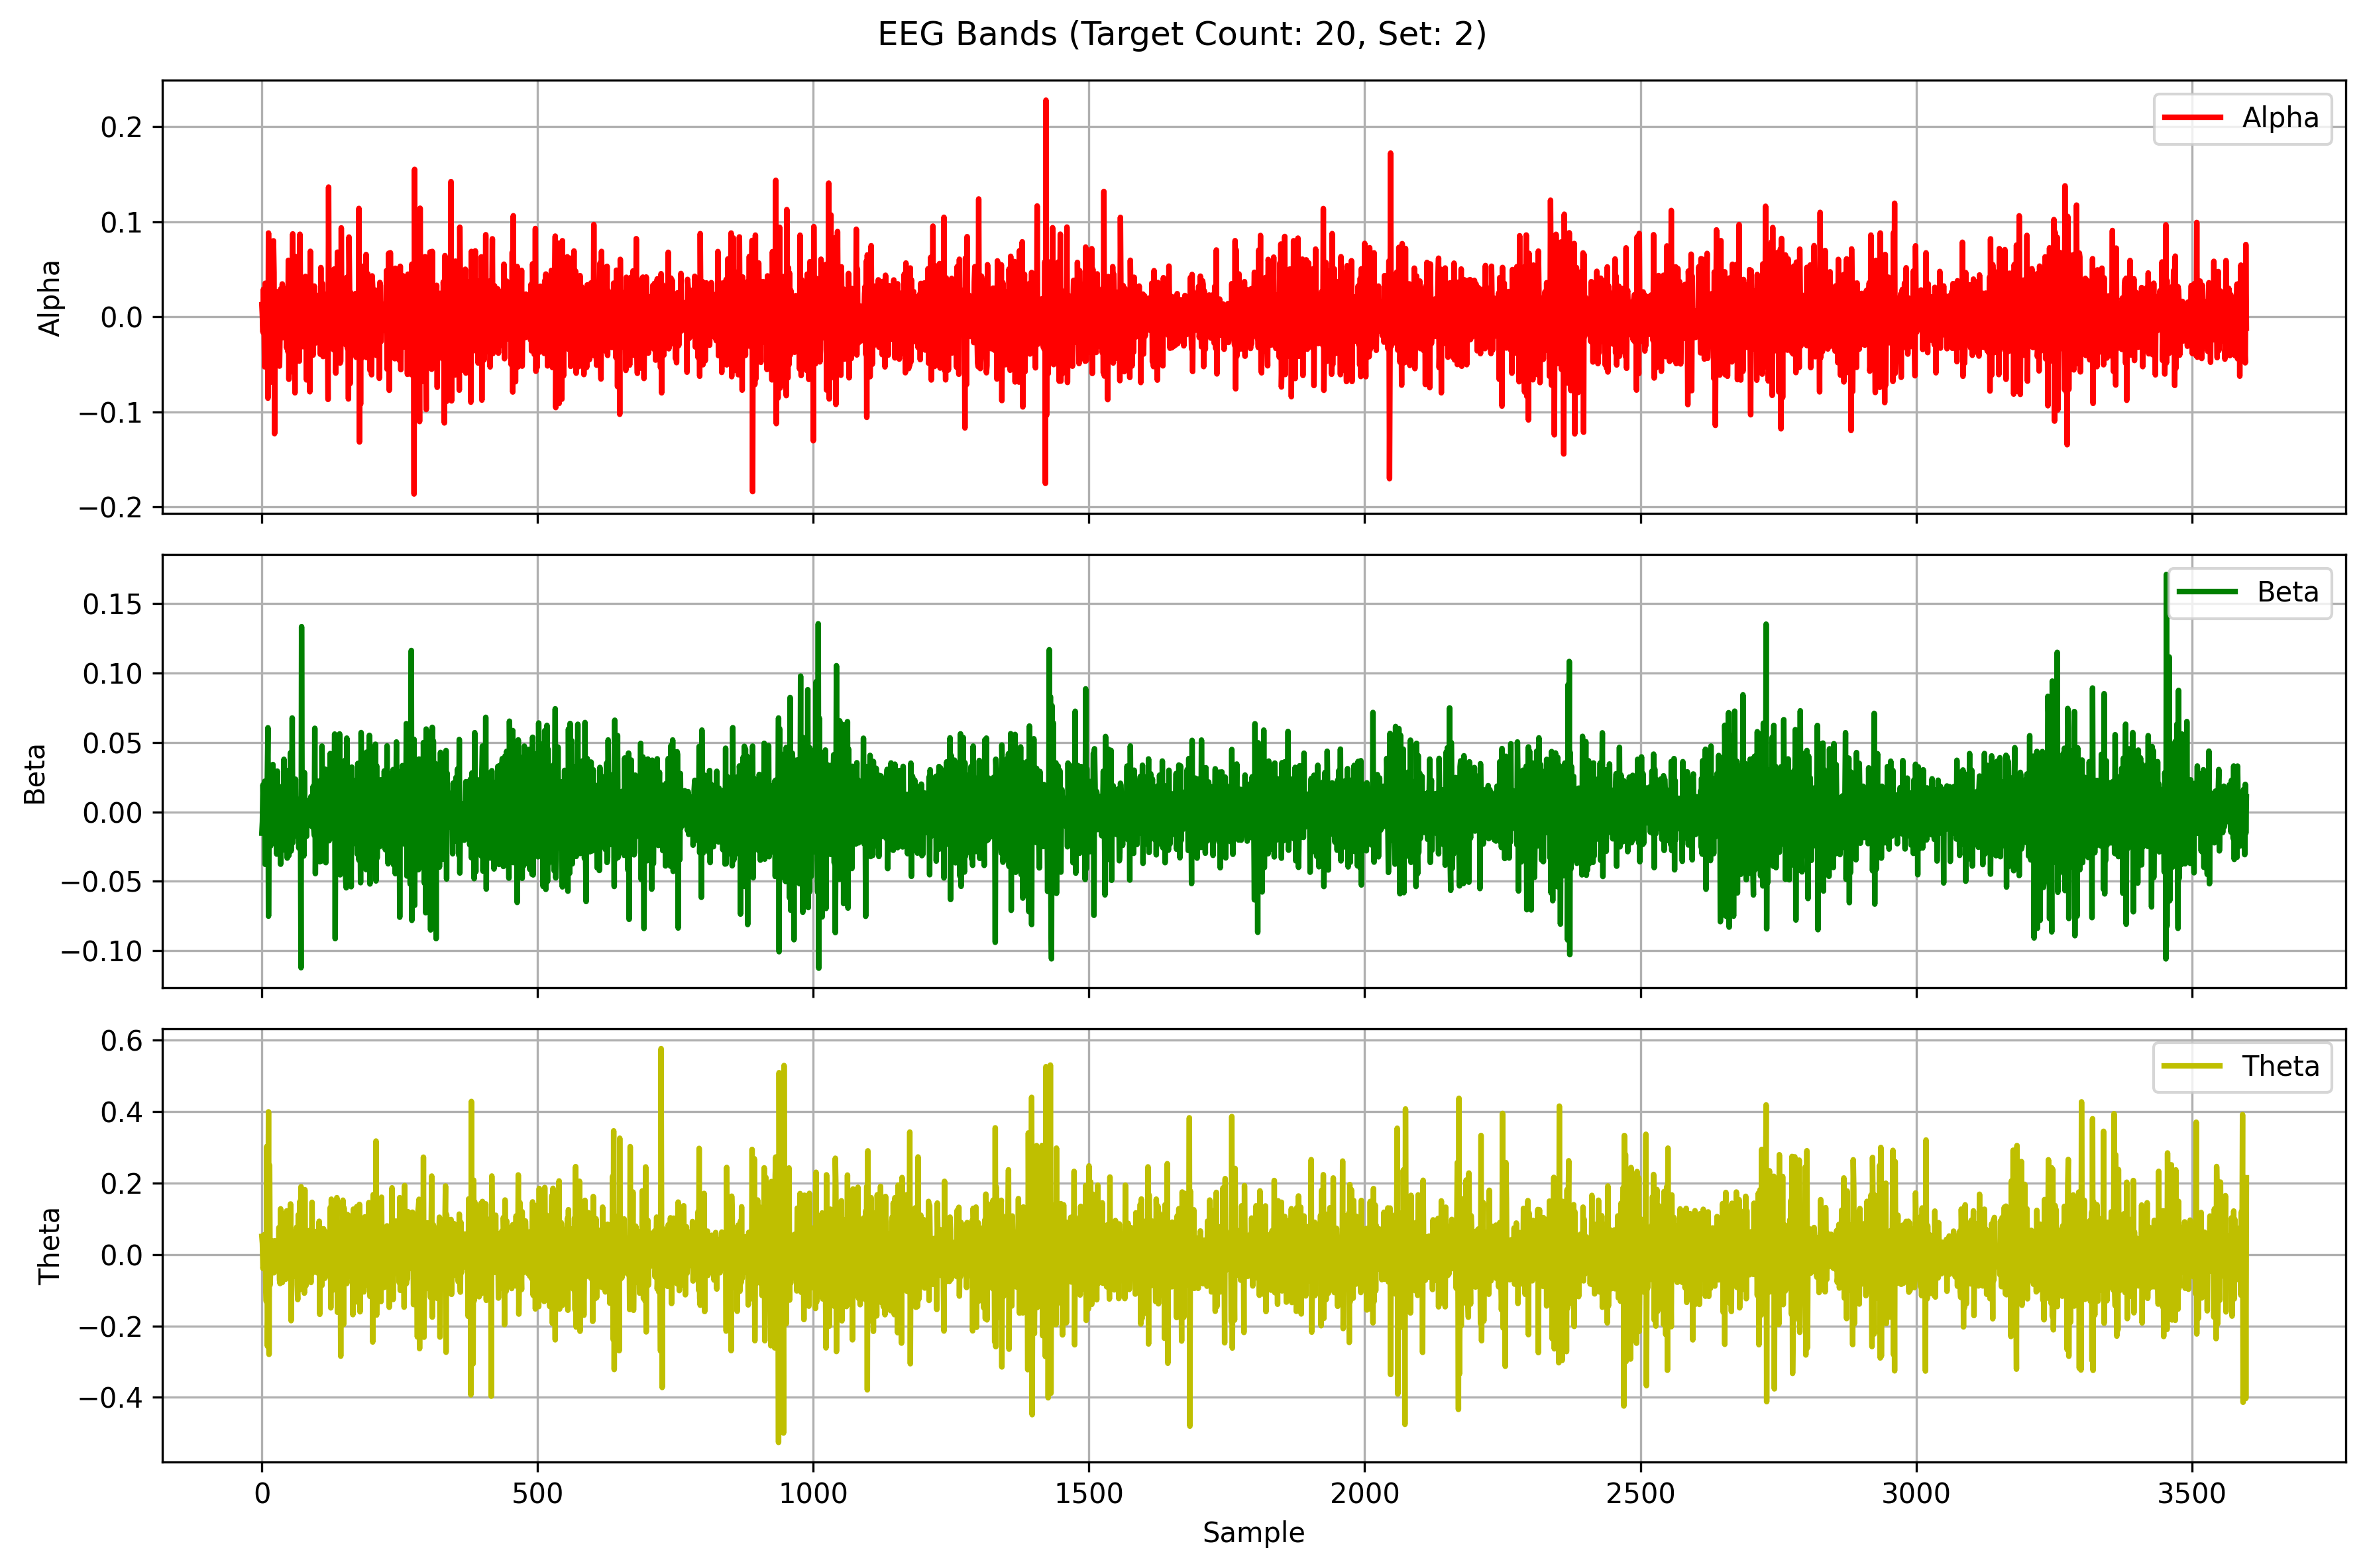 EEG Bands (Target Count: 20, Set: 2)
0.2
0.1
0.0
−0.1
−0.2
Alpha
Alpha
0.15
0.10
0.05
0.00
−0.05
−0.10
Beta
Beta
0.6
0.4
0.2
0.0
−0.2
−0.4
Theta
Theta
0 500 1000 1500 2000 2500 3000 3500
Sample